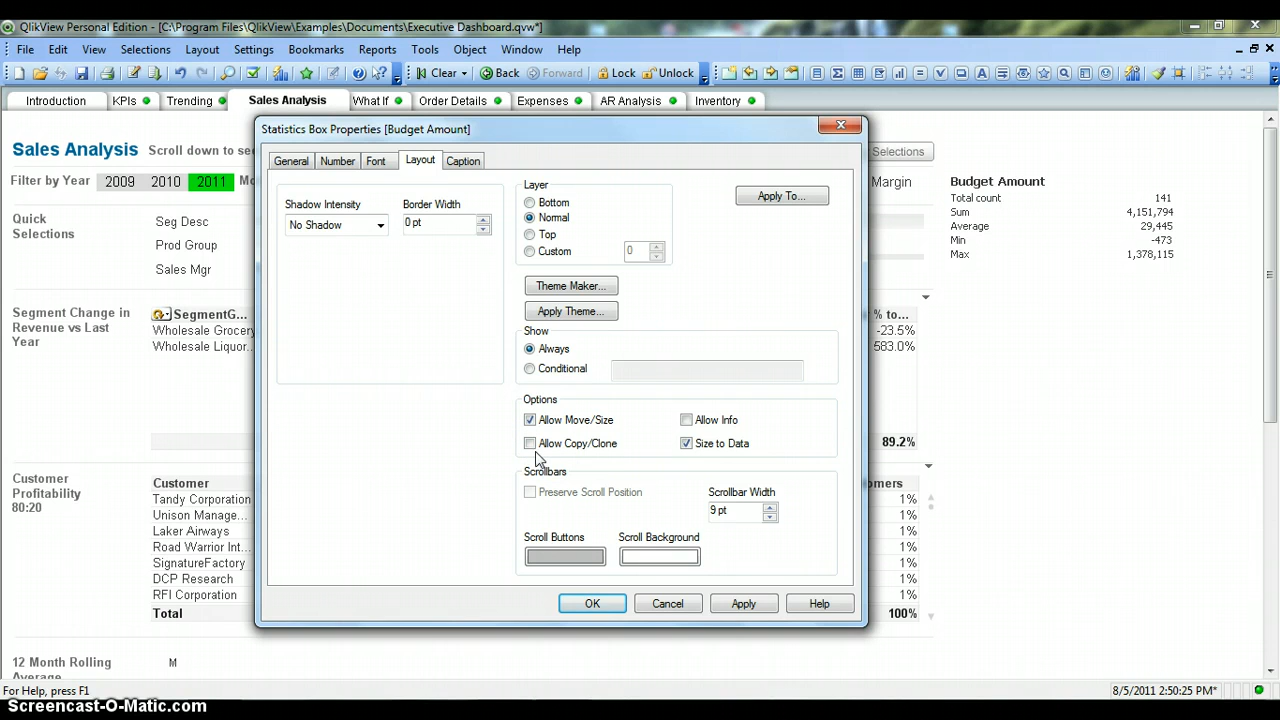 QlikView Personal Edition - [C:\Program Files\QlikView\Examples\Documents\Executive Dashboard.qvw*]
File Edit View Selections Layout Settings Bookmarks Reports Tools Object Window Help
Clear Back Forward Lock Unlock
Introduction KPIs Trending Sales Analysis What If Order Details Expenses AR Analysis Inventory
Statistics Box Properties [Budget Amount]
Sales Analysis Scroll down to se
Selections
General Number Font Layout Caption
Filter by Year 2009 2010 2011 Mo
Margin
Budget Amount
Total count 141
Sum 4,151,794
Average 29,445
Min -473
Max 1,378,115
Quick
Selections
Seg Desc
Prod Group
Sales Mgr
Shadow Intensity
No Shadow
Border Width
0 pt
Layer
Bottom
Normal
Top
Custom 0
Apply To...
Theme Maker...
Apply Theme...
Show
Always
Conditional
Options
Allow Move/Size Allow Info
Allow Copy/Clone Size to Data
Scrollbars
Preserve Scroll Position
Scrollbar Width
9 pt
Scroll Buttons Scroll Background
OK Cancel Apply Help
Segment Change in
Revenue vs Last
Year
SegmentG... % to...
Wholesale Grocery -23.5%
Wholesale Liquor... 583.0%
89.2%
Customer
Profitability
80:20
Customer omers
Tandy Corporation 1%
Unison Manage... 1%
Laker Airways 1%
Road Warrior Int... 1%
SignatureFactory 1%
DCP Research 1%
RFI Corporation 1%
Total 100%
12 Month Rolling
Average
M
For Help, press F1 8/5/2011 2:50:25 PM*
Screencast-O-Matic.com